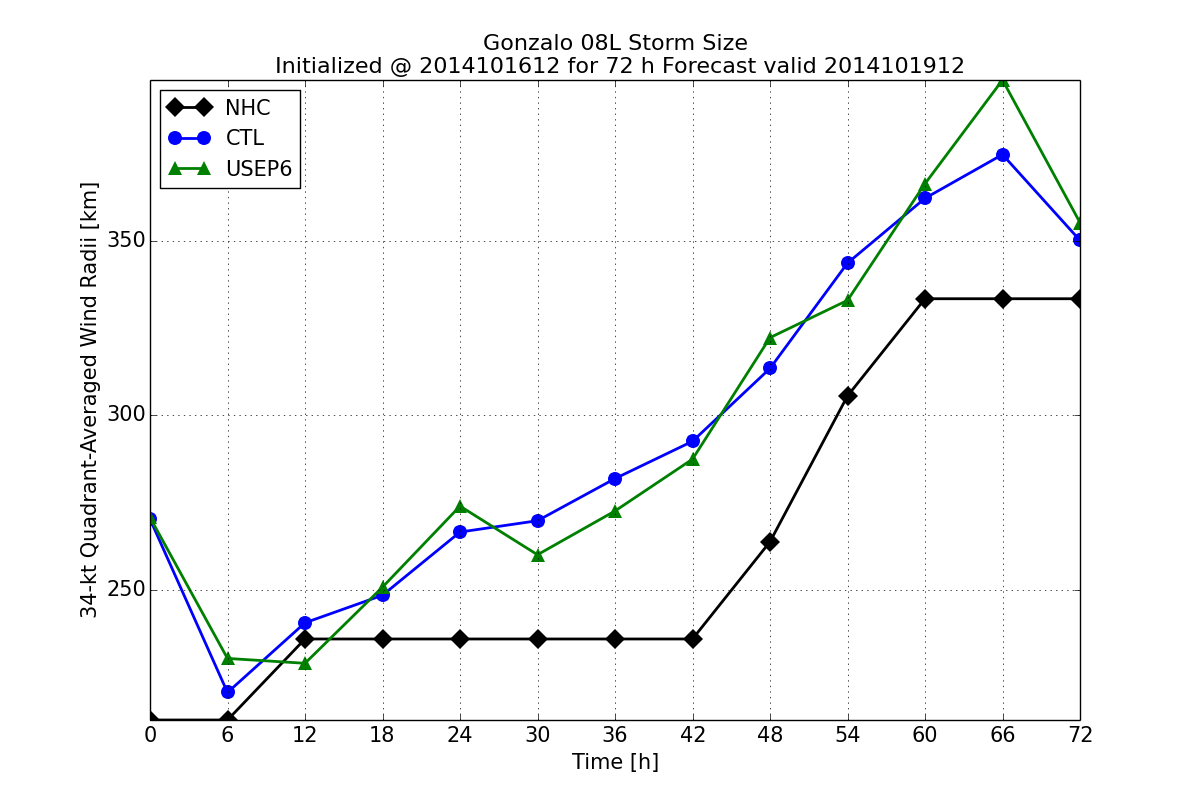 Gonzalo 08L Storm Size
Initialized @ 2014101612 for 72 h Forecast valid 2014101912
NHC
CTL
USEP6
34-kt Quadrant-Averaged Wind Radii [km]
350
300
250
0 6 12 18 24 30 36 42 48 54 60 66 72
Time [h]